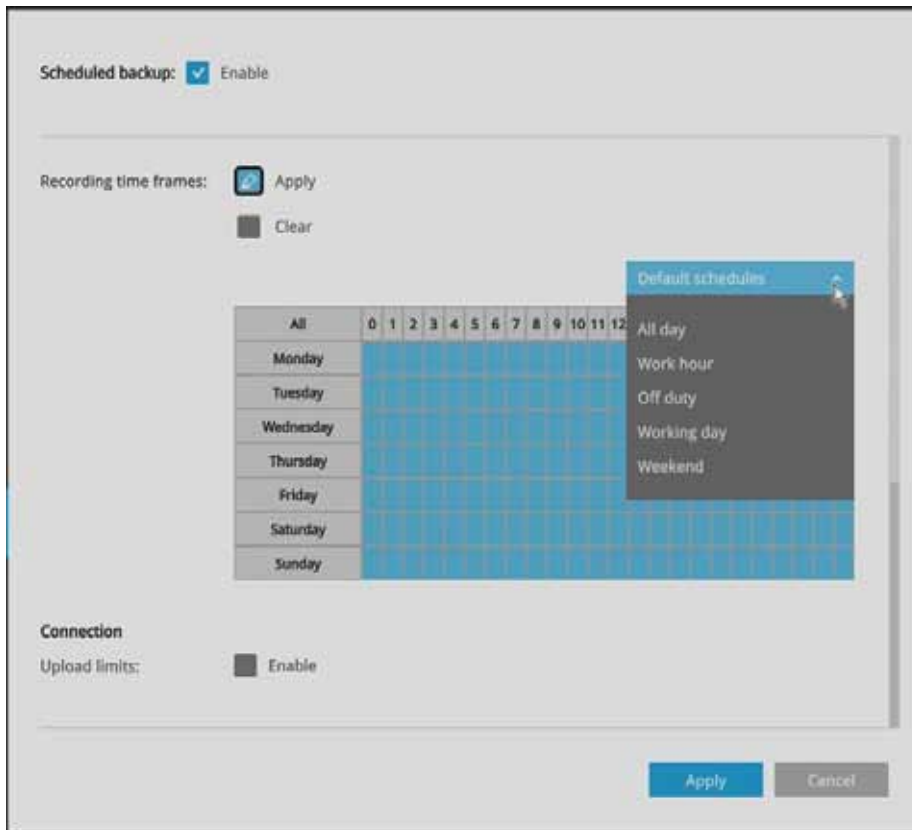 Scheduled backup: Enable
Recording time frames: Apply
Clear
Default schedules
All day
Work hour
Off duty
Working day
Weekend
All 0 1 2 3 4 5 6 7 8 9 10 11 12
Monday
Tuesday
Wednesday
Thursday
Friday
Saturday
Sunday
Connection
Upload limits: Enable
Apply Cancel